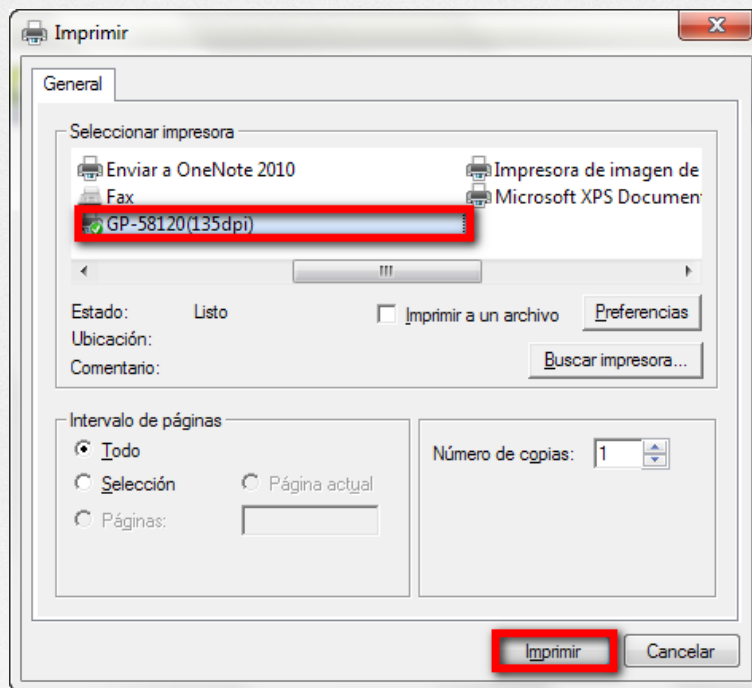 Imprimir
General
Seleccionar impresora
Enviar a OneNote 2010
Impresora de imagen de
Fax
Microsoft XPS Documen
GP-58120(135dpi)
Estado: Listo
Imprimir a un archivo
Preferencias
Ubicación:
Comentario:
Buscar impresora...
Intervalo de páginas
Todo
Selección
Página actual
Páginas:
Número de copias: 1
Imprimir
Cancelar